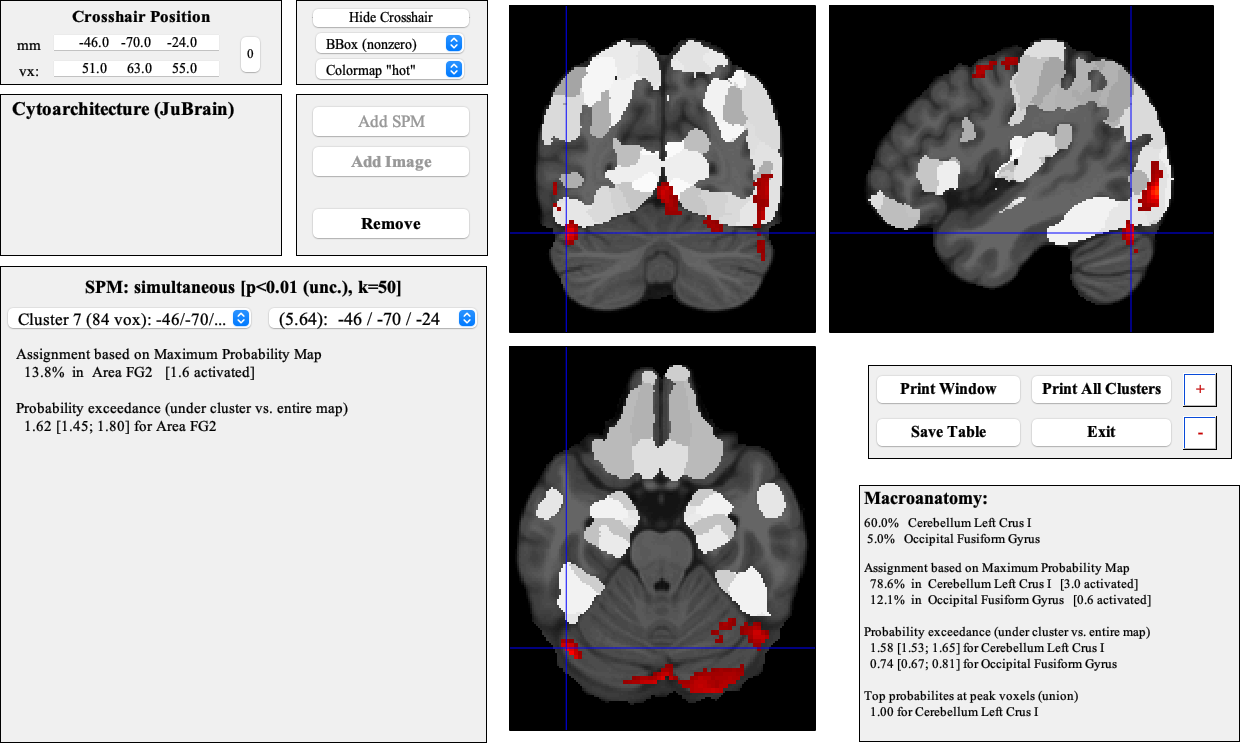 Crosshair Position
mm -46.0 -70.0 -24.0
vx: 51.0 63.0 55.0
0
Hide Crosshair
BBox (nonzero)
Colormap "hot"
Cytoarchitecture (JuBrain)
Add SPM
Add Image
Remove
SPM: simultaneous [p<0.01 (unc.), k=50]
Cluster 7 (84 vox): -46/-70/... (5.64): -46 / -70 / -24
Assignment based on Maximum Probability Map
13.8% in Area FG2 [1.6 activated]
Probability exceedance (under cluster vs. entire map)
1.62 [1.45; 1.80] for Area FG2
Print Window Print All Clusters +
Save Table Exit -
Macroanatomy:
60.0% Cerebellum Left Crus I
5.0% Occipital Fusiform Gyrus
Assignment based on Maximum Probability Map
78.6% in Cerebellum Left Crus I [3.0 activated]
12.1% in Occipital Fusiform Gyrus [0.6 activated]
Probability exceedance (under cluster vs. entire map)
1.58 [1.53; 1.65] for Cerebellum Left Crus I
0.74 [0.67; 0.81] for Occipital Fusiform Gyrus
Top probabilites at peak voxels (union)
1.00 for Cerebellum Left Crus I